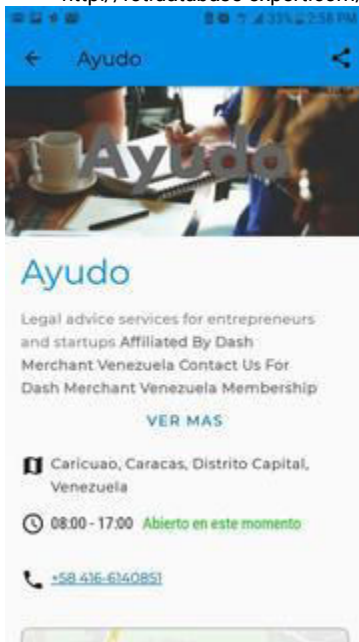 Ayudo
Ayudo
Ayudo
Legal advice services for entrepreneurs
and startups Affiliated By Dash
Merchant Venezuela Contact Us For
Dash Merchant Venezuela Membership
VER MAS
Caricuao, Caracas, Distrito Capital,
Venezuela
08:00 - 17:00 Abierto en este momento
+58 416-6140851